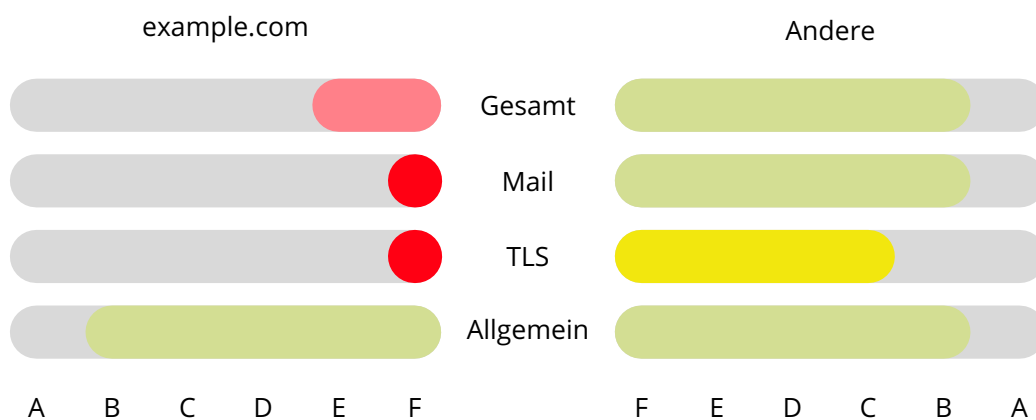 example.com Andere
Gesamt
Mail
TLS
Allgemein
A B C D E F F E D C B A